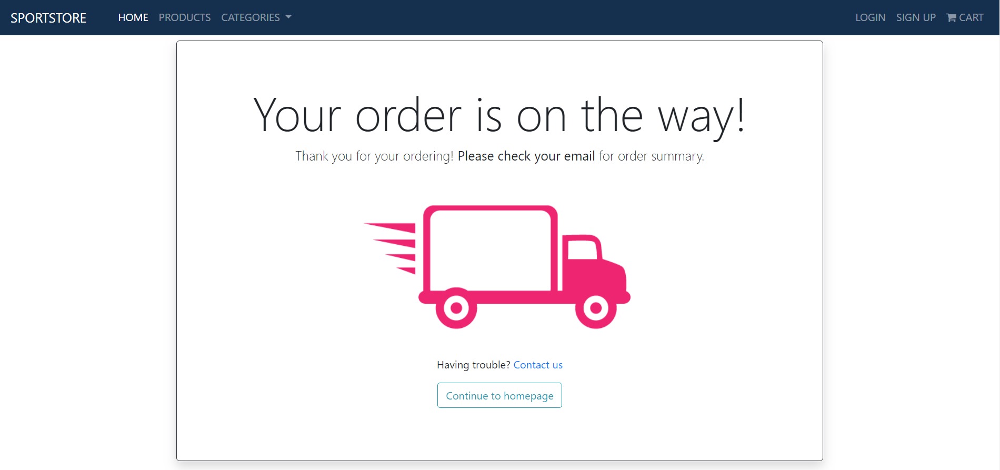 SPORTSTORE HOME PRODUCTS CATEGORIES LOGIN SIGN UP CART
Your order is on the way!
Thank you for your ordering! Please check your email for order summary.
Having trouble? Contact us
Continue to homepage